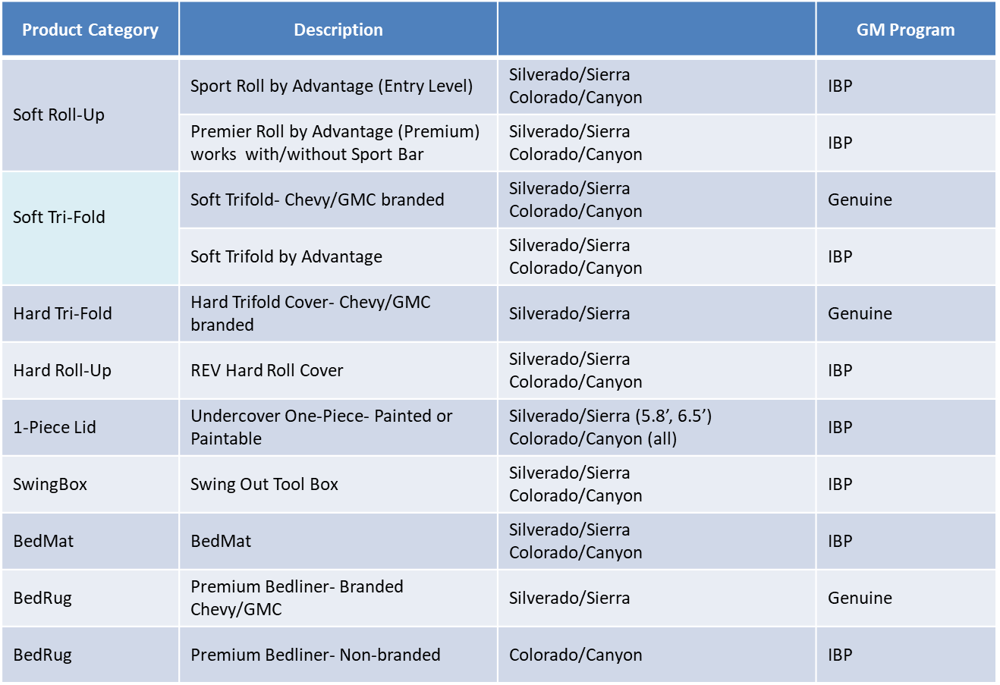 Product Category Description GM Program
Soft Roll-Up
Sport Roll by Advantage (Entry Level)
Silverado/Sierra
Colorado/Canyon
IBP
Premier Roll by Advantage (Premium)
works  with/without Sport Bar
Silverado/Sierra
Colorado/Canyon
IBP
Soft Tri-Fold
Soft Trifold- Chevy/GMC branded
Silverado/Sierra
Colorado/Canyon
Genuine
Soft Trifold by Advantage
Silverado/Sierra
Colorado/Canyon
IBP
Hard Tri-Fold
Hard Trifold Cover- Chevy/GMC
branded
Silverado/Sierra
Genuine
Hard Roll-Up
REV Hard Roll Cover
Silverado/Sierra
Colorado/Canyon
IBP
1-Piece Lid
Undercover One-Piece- Painted or
Paintable
Silverado/Sierra (5.8’, 6.5’)
Colorado/Canyon (all)
IBP
SwingBox
Swing Out Tool Box
Silverado/Sierra
Colorado/Canyon
IBP
BedMat
BedMat
Silverado/Sierra
Colorado/Canyon
IBP
BedRug
Premium Bedliner- Branded
Chevy/GMC
Silverado/Sierra
Genuine
BedRug
Premium Bedliner- Non-branded
Colorado/Canyon
IBP